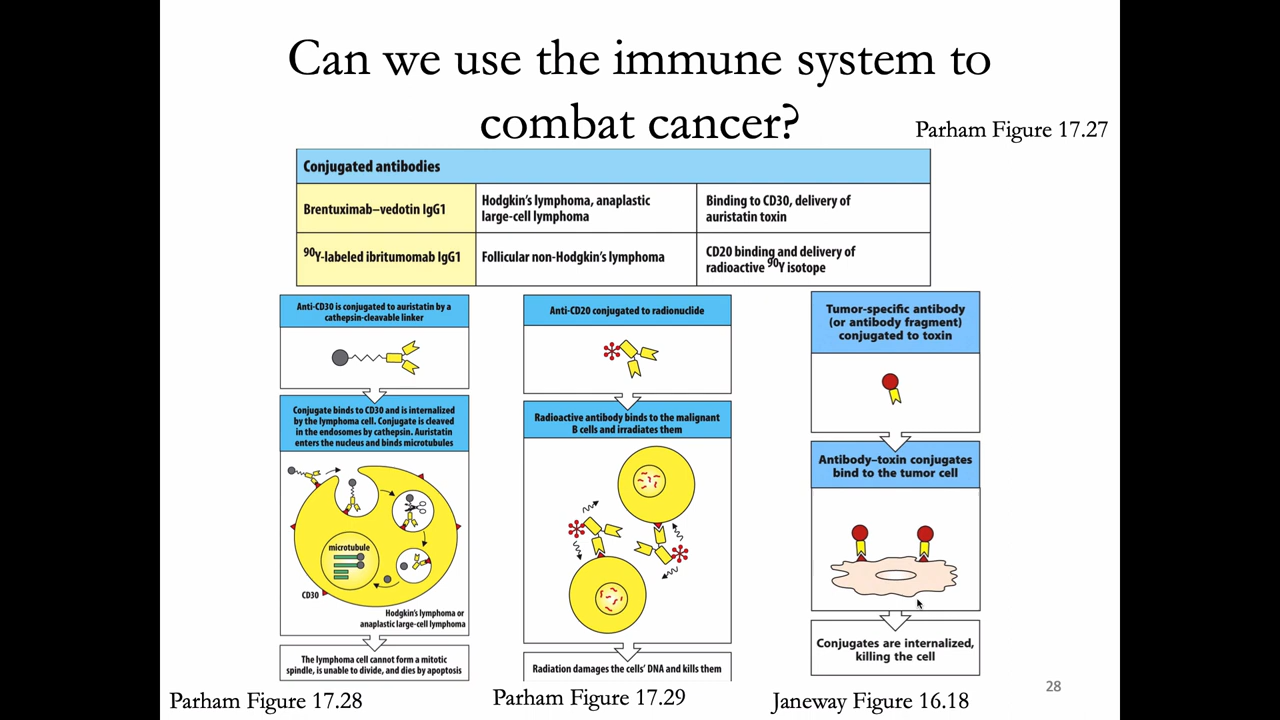 Can we use the immune system to
combat cancer?
Parham Figure 17.27
Conjugated antibodies
Brentuximab–vedotin IgG1
Hodgkin's lymphoma, anaplastic
large-cell lymphoma
Binding to CD30, delivery of
auristatin toxin
90Y-labeled ibritumomab IgG1
Follicular non-Hodgkin's lymphoma
CD20 binding and delivery of
radioactive 90Y isotope
Anti-CD30 is conjugated to auristatin by a
cathepsin-cleavable linker
Conjugate binds to CD30 and is internalized
by the lymphoma cell. Conjugate is cleaved
in the endosomes by cathepsin. Auristatin
enters the nucleus and binds microtubules
microtubule
CD30
Hodgkin's lymphoma or
anaplastic large-cell lymphoma
The lymphoma cell cannot form a mitotic
spindle, is unable to divide, and dies by apoptosis
Parham Figure 17.28
Anti-CD20 conjugated to radionuclide
Radioactive antibody binds to the malignant
B cells and irradiates them
Radiation damages the cells' DNA and kills them
Parham Figure 17.29
Tumor-specific antibody
(or antibody fragment)
conjugated to toxin
Antibody–toxin conjugates
bind to the tumor cell
Conjugates are internalized,
killing the cell
Janeway Figure 16.18
28